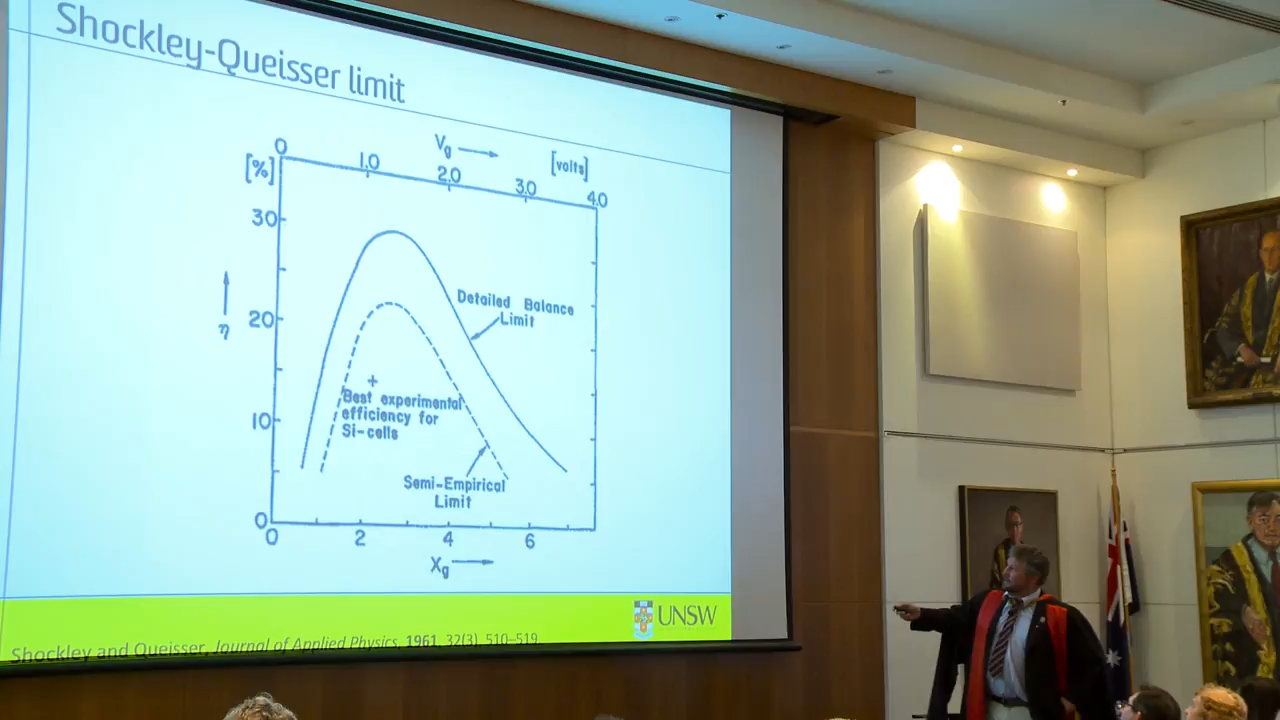 Shockley-Queisser limit
Vg
[volts]
0
1.0
2.0
3.0
4.0
[%]
30
20
10
0
η
Detailed Balance
Limit
+
Best experimental
efficiency for
Si-cells
Semi-Empirical
Limit
0
2
4
6
Xg
UNSW
Shockley and Queisser, Journal of Applied Physics, 1961, 32(3), 510–519